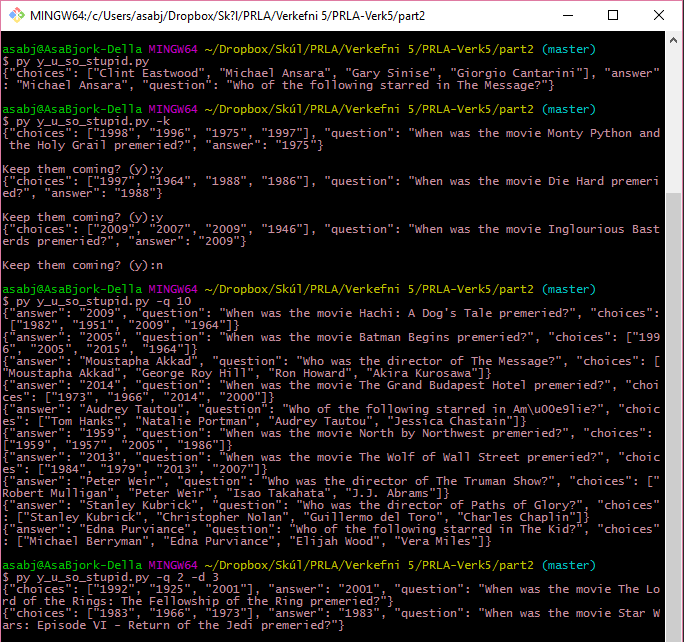 MINGW64:/c/Users/asabj/Dropbox/Sk?l/PRLA/Verkefni 5/PRLA-Verk5/part2
asabj@AsaBjork-Della MINGW64 ~/Dropbox/Skúl/PRLA/Verkefni 5/PRLA-Verk5/part2 (master)
$ py y_u_so_stupid.py
{"choices": ["Clint Eastwood", "Michael Ansara", "Gary Sinise", "Giorgio Cantarini"], "answer"
: "Michael Ansara", "question": "Who of the following starred in The Message?"}
asabj@AsaBjork-Della MINGW64 ~/Dropbox/Skúl/PRLA/Verkefni 5/PRLA-Verk5/part2 (master)
$ py y_u_so_stupid.py -k
{"choices": ["1998", "1996", "1975", "1997"], "question": "When was the movie Monty Python and
 the Holy Grail premeried?", "answer": "1975"}
Keep them coming? (y):y
{"choices": ["1997", "1964", "1988", "1986"], "question": "When was the movie Die Hard premeri
ed?", "answer": "1988"}
Keep them coming? (y):y
{"choices": ["2009", "2007", "2009", "1946"], "question": "When was the movie Inglourious Bast
erds premeried?", "answer": "2009"}
Keep them coming? (y):n
asabj@AsaBjork-Della MINGW64 ~/Dropbox/Skúl/PRLA/Verkefni 5/PRLA-Verk5/part2 (master)
$ py y_u_so_stupid.py -q 10
{"answer": "2009", "question": "When was the movie Hachi: A Dog's Tale premeried?", "choices":
 ["1982", "1951", "2009", "1964"]}
{"answer": "2005", "question": "When was the movie Batman Begins premeried?", "choices": ["199
6", "2005", "2015", "1964"]}
{"answer": "Moustapha Akkad", "question": "Who was the director of The Message?", "choices": [
"Moustapha Akkad", "George Roy Hill", "Ron Howard", "Akira Kurosawa"]}
{"answer": "2014", "question": "When was the movie The Grand Budapest Hotel premeried?", "choi
ces": ["1973", "1966", "2014", "2000"]}
{"answer": "Audrey Tautou", "question": "Who of the following starred in Am\u00e9lie?", "choic
es": ["Tom Hanks", "Natalie Portman", "Audrey Tautou", "Jessica Chastain"]}
{"answer": "1959", "question": "When was the movie North by Northwest premeried?", "choices":
["1959", "1957", "2005", "1986"]}
{"answer": "2013", "question": "When was the movie The Wolf of Wall Street premeried?", "choic
es": ["1984", "1979", "2013", "2007"]}
{"answer": "Peter Weir", "question": "Who was the director of The Truman Show?", "choices": ["
Robert Mulligan", "Peter Weir", "Isao Takahata", "J.J. Abrams"]}
{"answer": "Stanley Kubrick", "question": "Who was the director of Paths of Glory?", "choices"
: ["Stanley Kubrick", "Christopher Nolan", "Guillermo del Toro", "Charles Chaplin"]}
{"answer": "Edna Purviance", "question": "Who of the following starred in The Kid?", "choices"
: ["Michael Berryman", "Edna Purviance", "Elijah Wood", "Vera Miles"]}
asabj@AsaBjork-Della MINGW64 ~/Dropbox/Skúl/PRLA/Verkefni 5/PRLA-Verk5/part2 (master)
$ py y_u_so_stupid.py -q 2 -d 3
{"choices": ["1992", "1925", "2001"], "answer": "2001", "question": "When was the movie The Lo
rd of the Rings: The Fellowship of the Ring premeried?"}
{"choices": ["1983", "1966", "1973"], "answer": "1983", "question": "When was the movie Star W
ars: Episode VI - Return of the Jedi premeried?"}